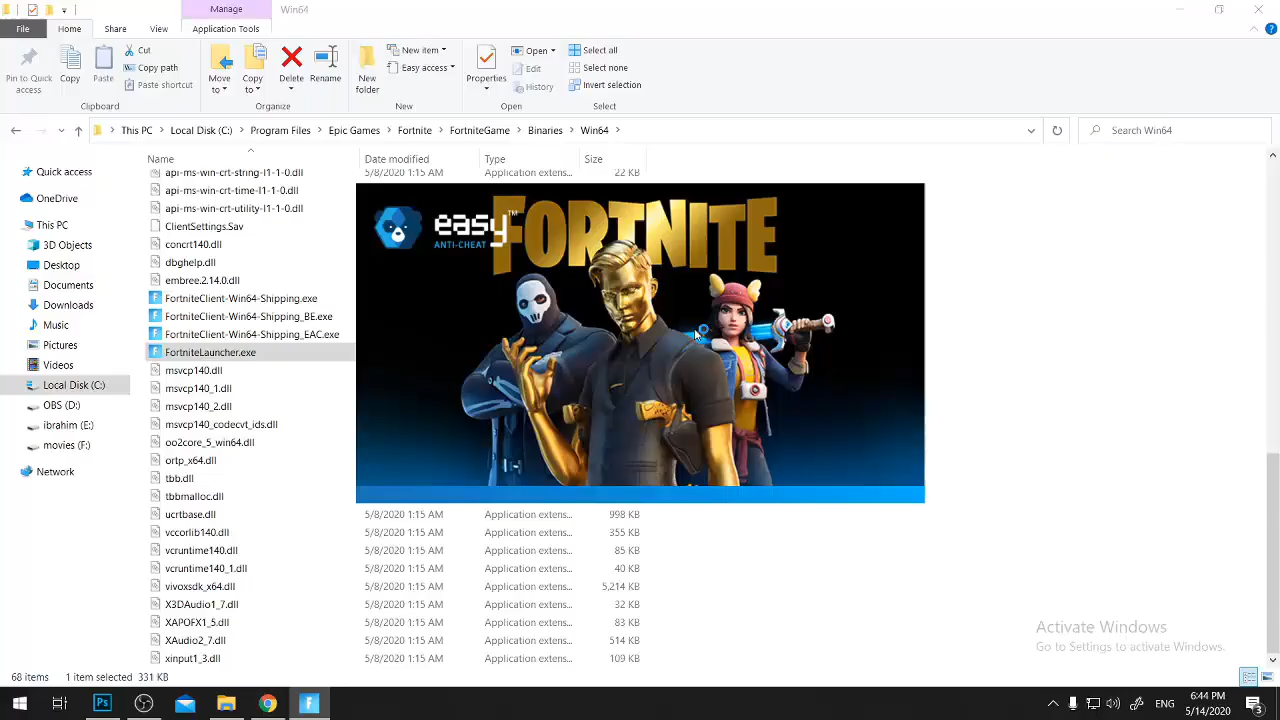 Manage
Win64
File
Home
Share
View
Application Tools
Pin to Quick access
Copy
Paste
Cut
Copy path
Paste shortcut
Clipboard
Move to
Copy to
Delete
Rename
Organize
New folder
New item
Easy access
New
Properties
Open
Edit
History
Open
Select all
Select none
Invert selection
Select
This PC > Local Disk (C:) > Program Files > Epic Games > Fortnite > FortniteGame > Binaries > Win64 >
Search Win64
Quick access
OneDrive
This PC
3D Objects
Desktop
Documents
Downloads
Music
Pictures
Videos
Local Disk (C:)
OBS (D:)
ibrahim (E:)
movies (F:)
Network
Name Date modified Type Size
api-ms-win-crt-string-l1-1-0.dll 5/8/2020 1:15 AM Application extens... 22 KB
api-ms-win-crt-time-l1-1-0.dll
api-ms-win-crt-utility-l1-1-0.dll
ClientSettings.Sav
concrt140.dll
dbghelp.dll
embree.2.14.0.dll
FortniteClient-Win64-Shipping.exe
FortniteClient-Win64-Shipping_BE.exe
FortniteClient-Win64-Shipping_EAC.exe
FortniteLauncher.exe
msvcp140.dll
msvcp140_1.dll
msvcp140_2.dll
msvcp140_codecvt_ids.dll
oo2core_5_win64.dll
ortp_x64.dll
tbb.dll
tbbmalloc.dll
ucrtbase.dll 5/8/2020 1:15 AM Application extens... 998 KB
vccorlib140.dll 5/8/2020 1:15 AM Application extens... 355 KB
vcruntime140.dll 5/8/2020 1:15 AM Application extens... 85 KB
vcruntime140_1.dll 5/8/2020 1:15 AM Application extens... 40 KB
vivoxsdk_x64.dll 5/8/2020 1:15 AM Application extens... 5,214 KB
X3DAudio1_7.dll 5/8/2020 1:15 AM Application extens... 32 KB
XAPOFX1_5.dll 5/8/2020 1:15 AM Application extens... 83 KB
XAudio2_7.dll 5/8/2020 1:15 AM Application extens... 514 KB
xinput1_3.dll 5/8/2020 1:15 AM Application extens... 109 KB
easy™
ANTI-CHEAT
FORTNITE
Activate Windows
Go to Settings to activate Windows.
68 items 1 item selected 331 KB
Ps
ENG
6:44 PM
5/14/2020
3